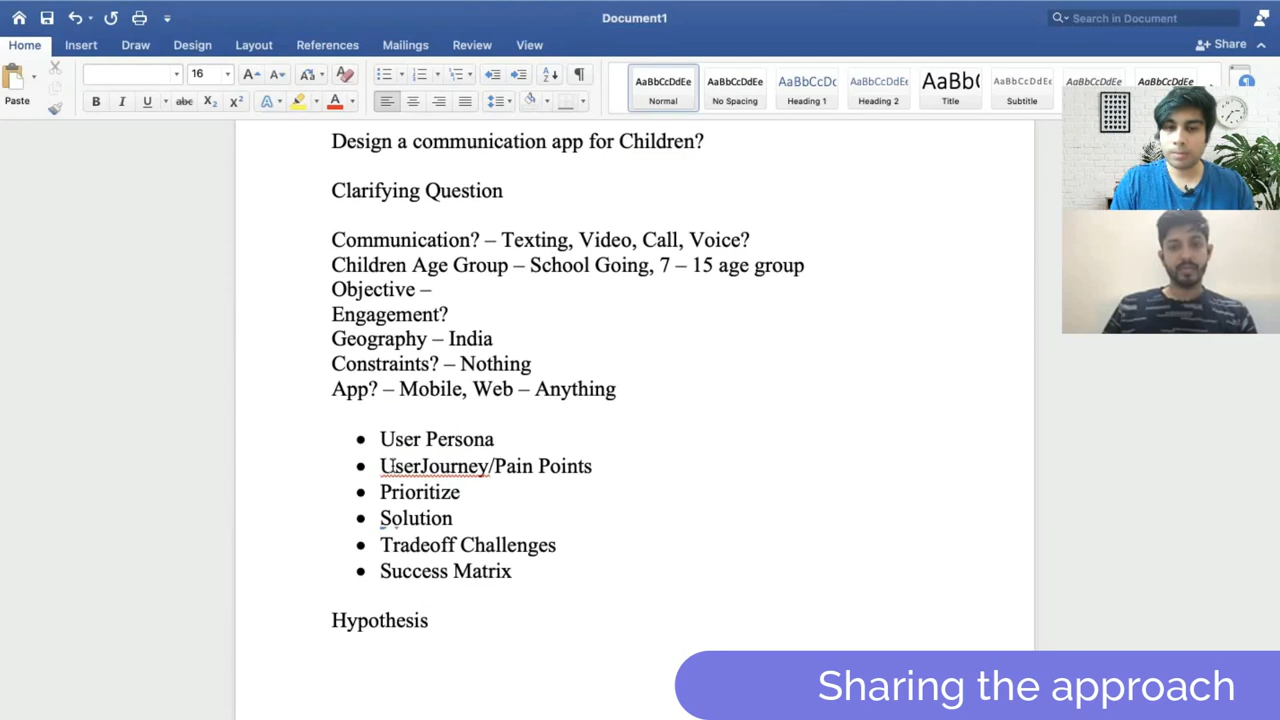 Document1
Search in Document
Home Insert Draw Design Layout References Mailings Review View
Share
Paste
16
AaBbCcDdEe AaBbCcDdEe AaBbCcDc AaBbCcDdEe AaBb( AaBbCcDdEe AaBbCcDdEe AaBbCcDdEe
Normal No Spacing Heading 1 Heading 2 Title Subtitle
B I U abc X2 X2 A A
Design a communication app for Children?
Clarifying Question
Communication? – Texting, Video, Call, Voice?
Children Age Group – School Going, 7 – 15 age group
Objective –
Engagement?
Geography – India
Constraints? – Nothing
App? – Mobile, Web – Anything
• User Persona
• UserJourney/Pain Points
• Prioritize
• Solution
• Tradeoff Challenges
• Success Matrix
Hypothesis
Sharing the approach